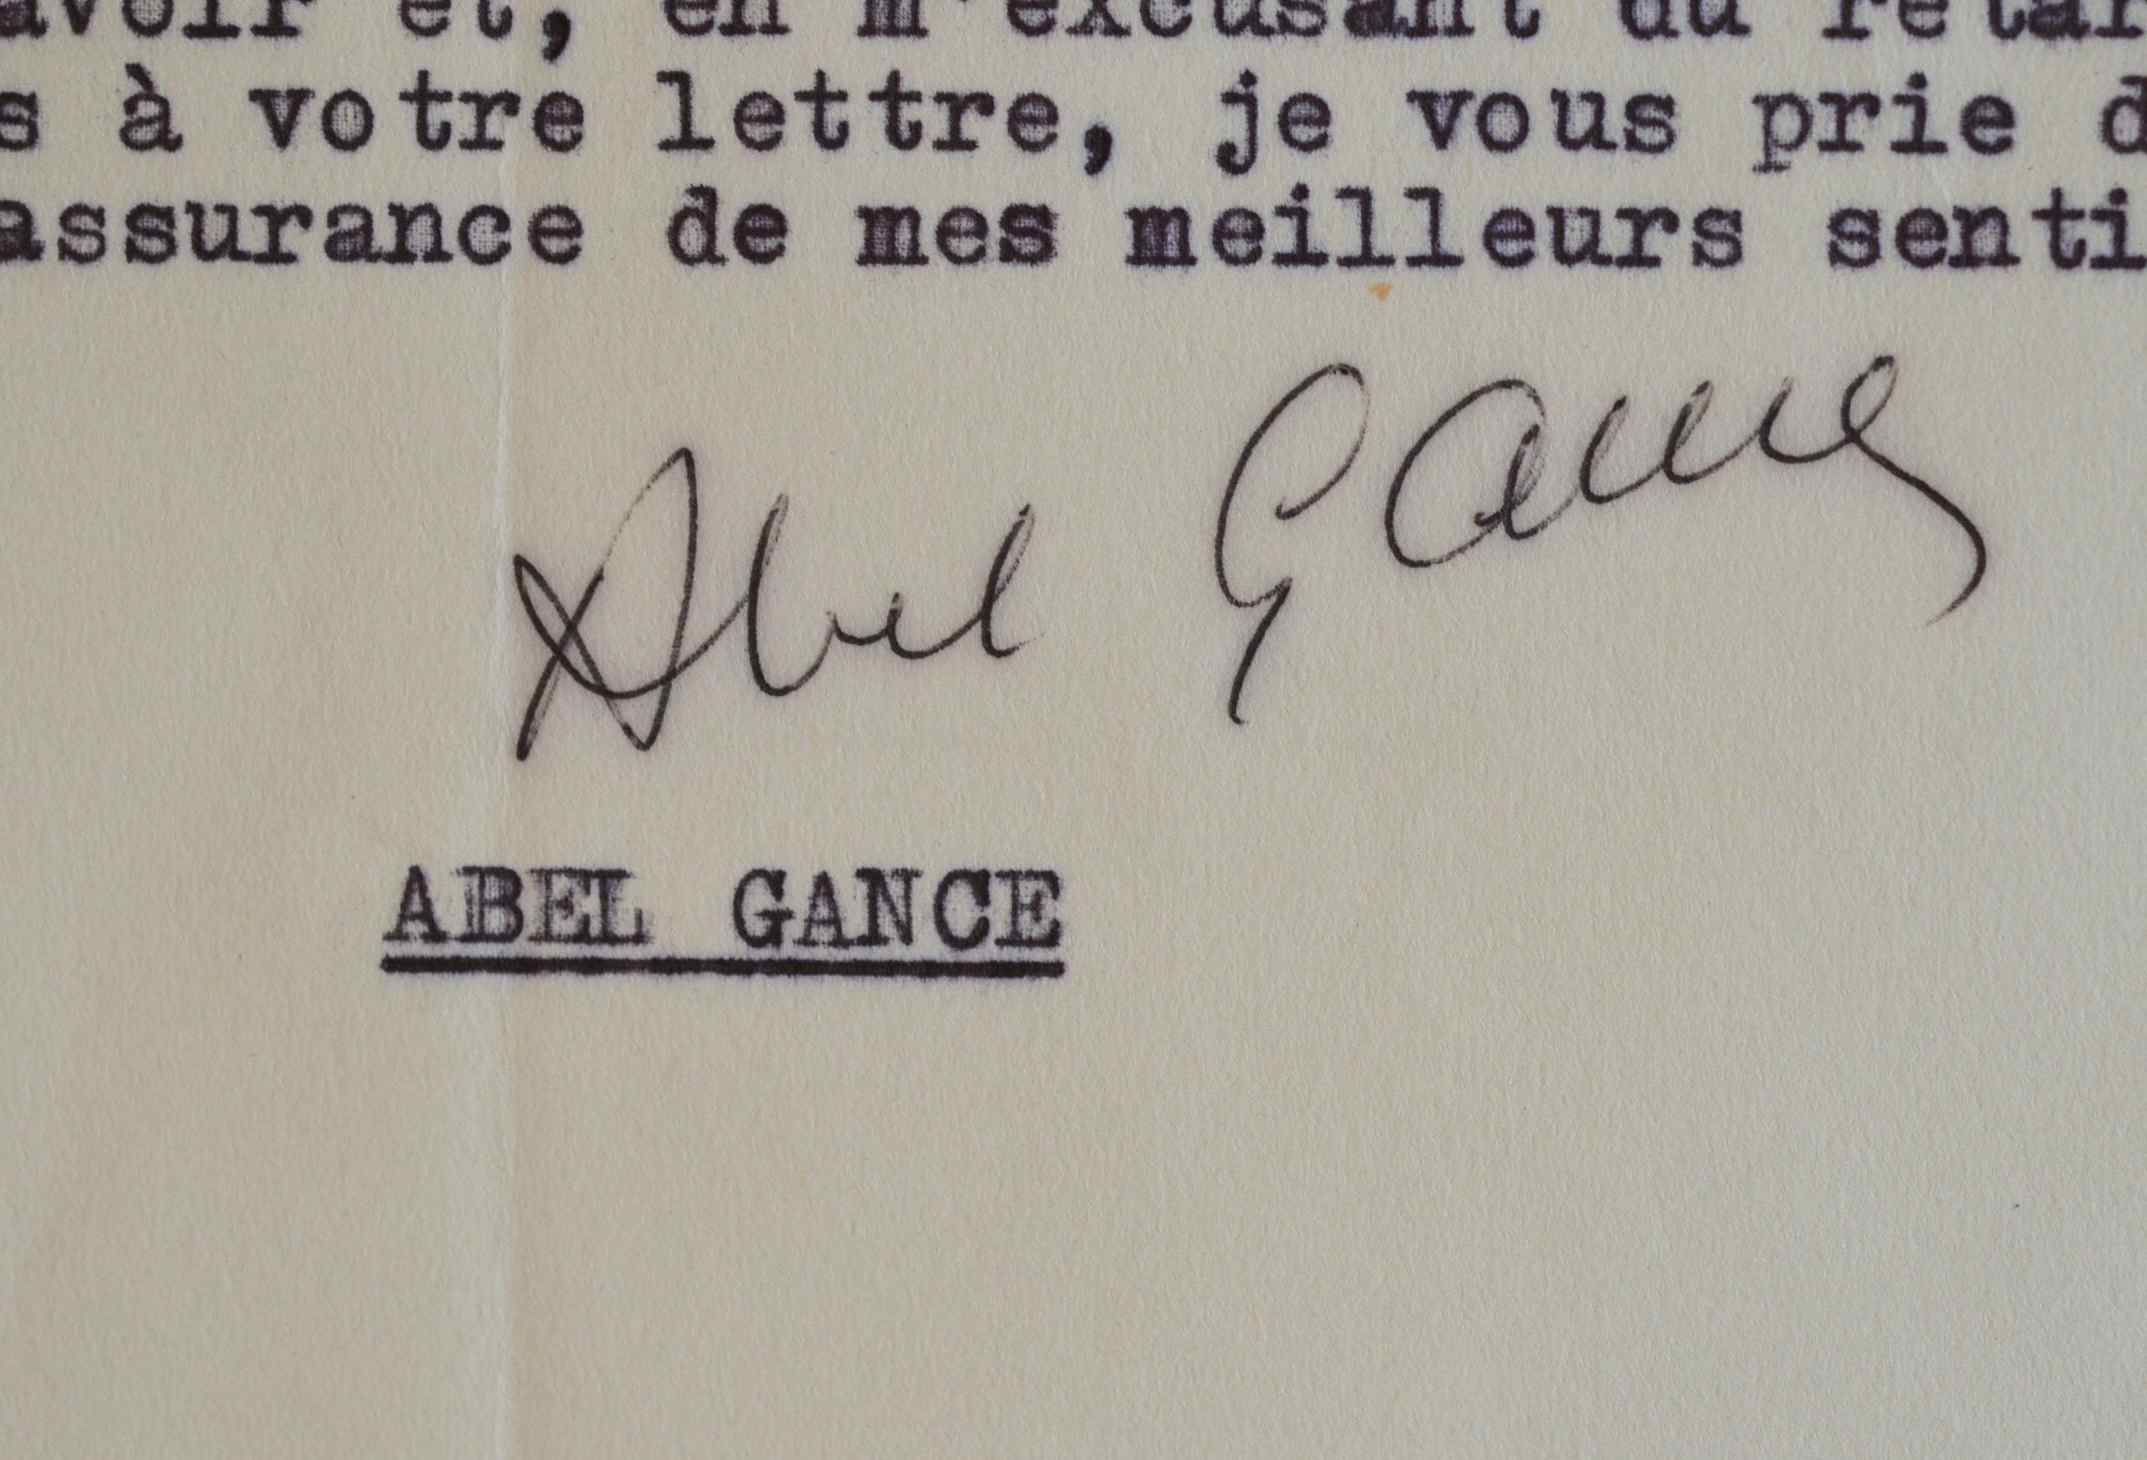 avoir et, en m'excusant du retar
s à votre lettre, je vous prie d
assurance de mes meilleurs senti
Abel Gance
ABEL GANCE